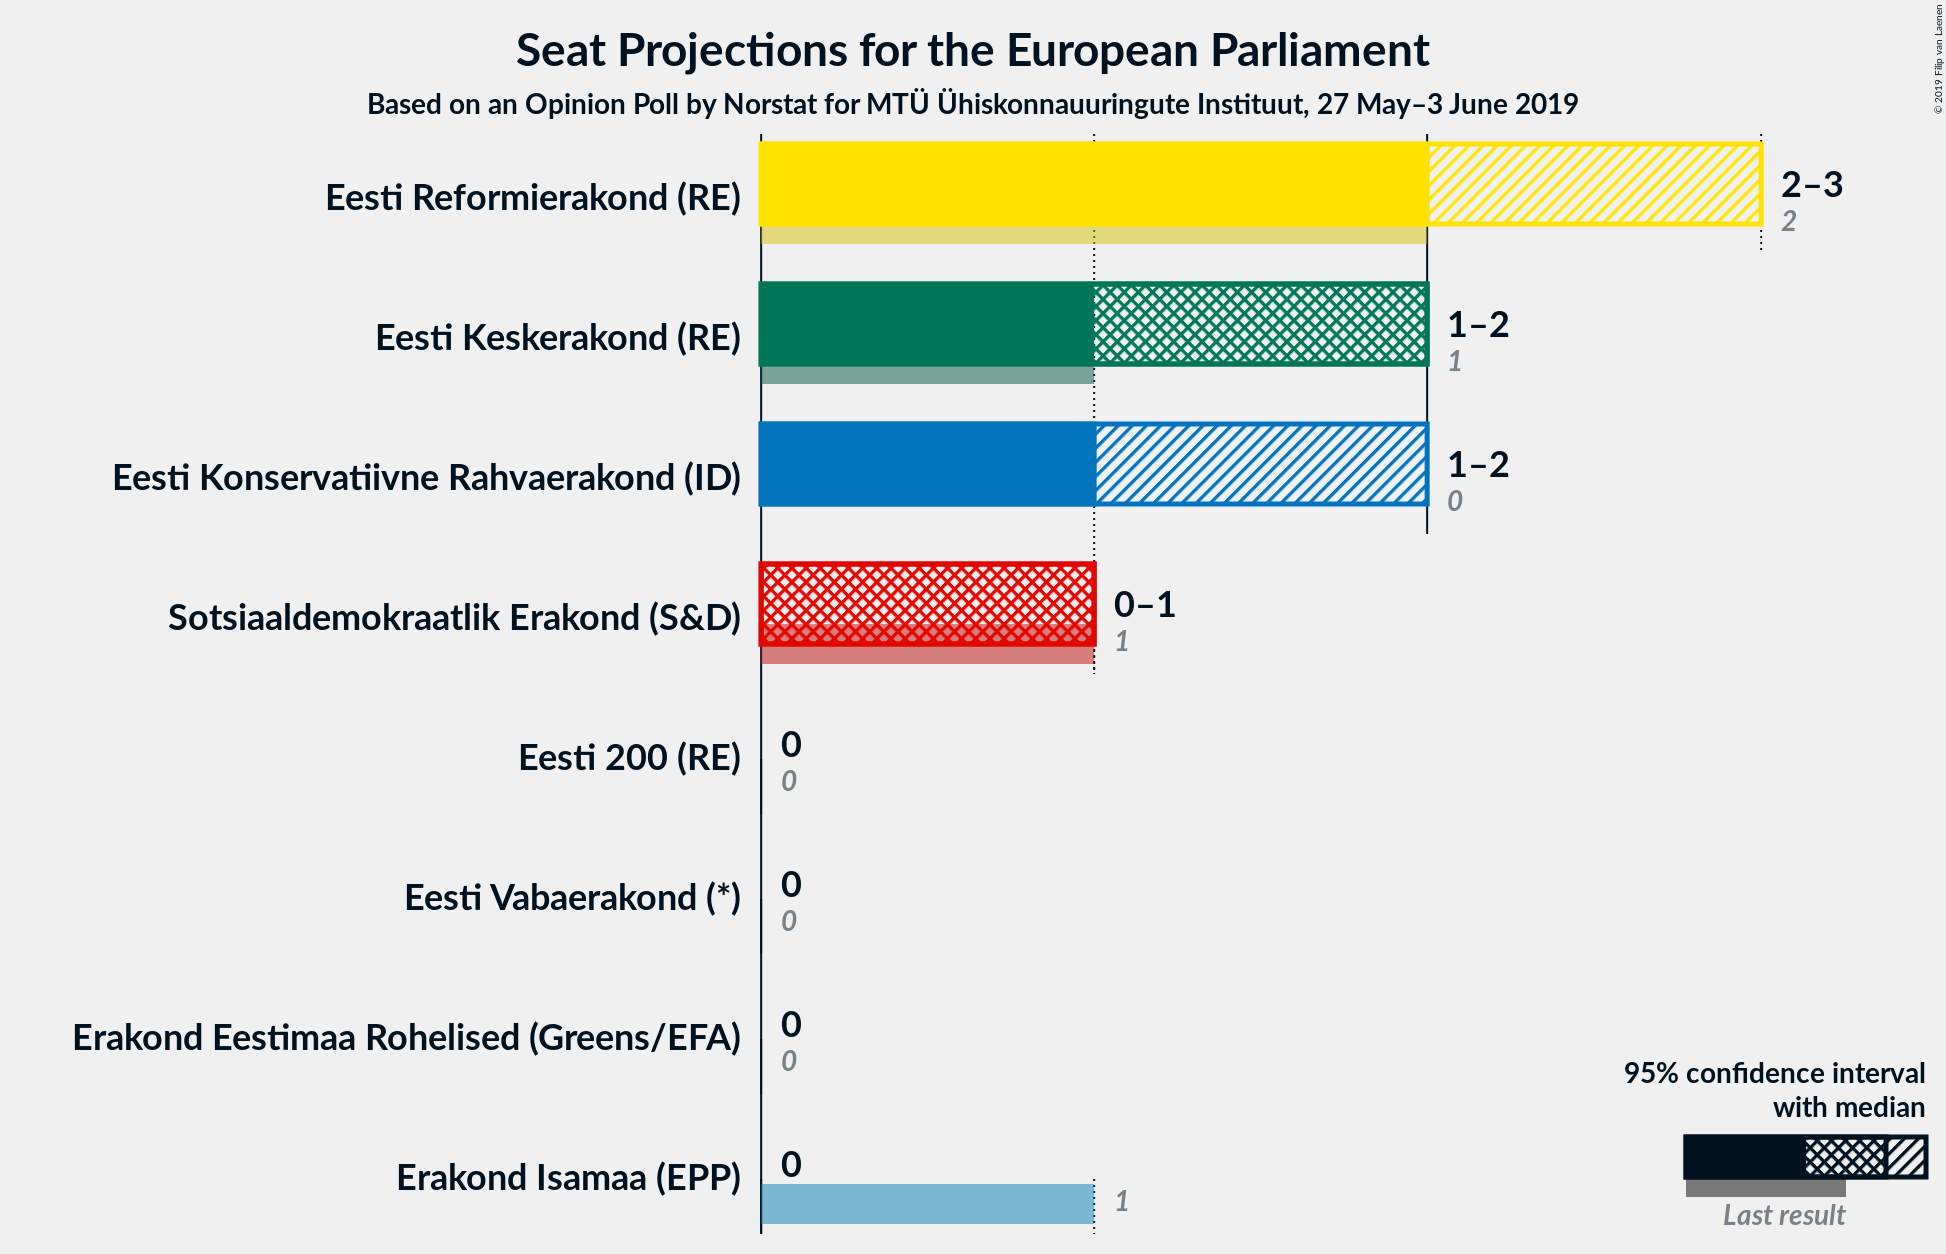 Seat Projections for the European Parliament
Based on an Opinion Poll by Norstat for MTÜ Ühiskonnauuringute Instituut, 27 May–3 June 2019
© 2019 Filip van Laenen
Eesti Reformierakond (RE)
2–3
2
Eesti Keskerakond (RE)
1–2
1
Eesti Konservatiivne Rahvaerakond (ID)
1–2
0
Sotsiaaldemokraatlik Erakond (S&D)
0–1
1
Eesti 200 (RE)
0
0
Eesti Vabaerakond (*)
0
0
Erakond Eestimaa Rohelised (Greens/EFA)
0
0
Erakond Isamaa (EPP)
0
1
95% confidence interval
with median
Last result